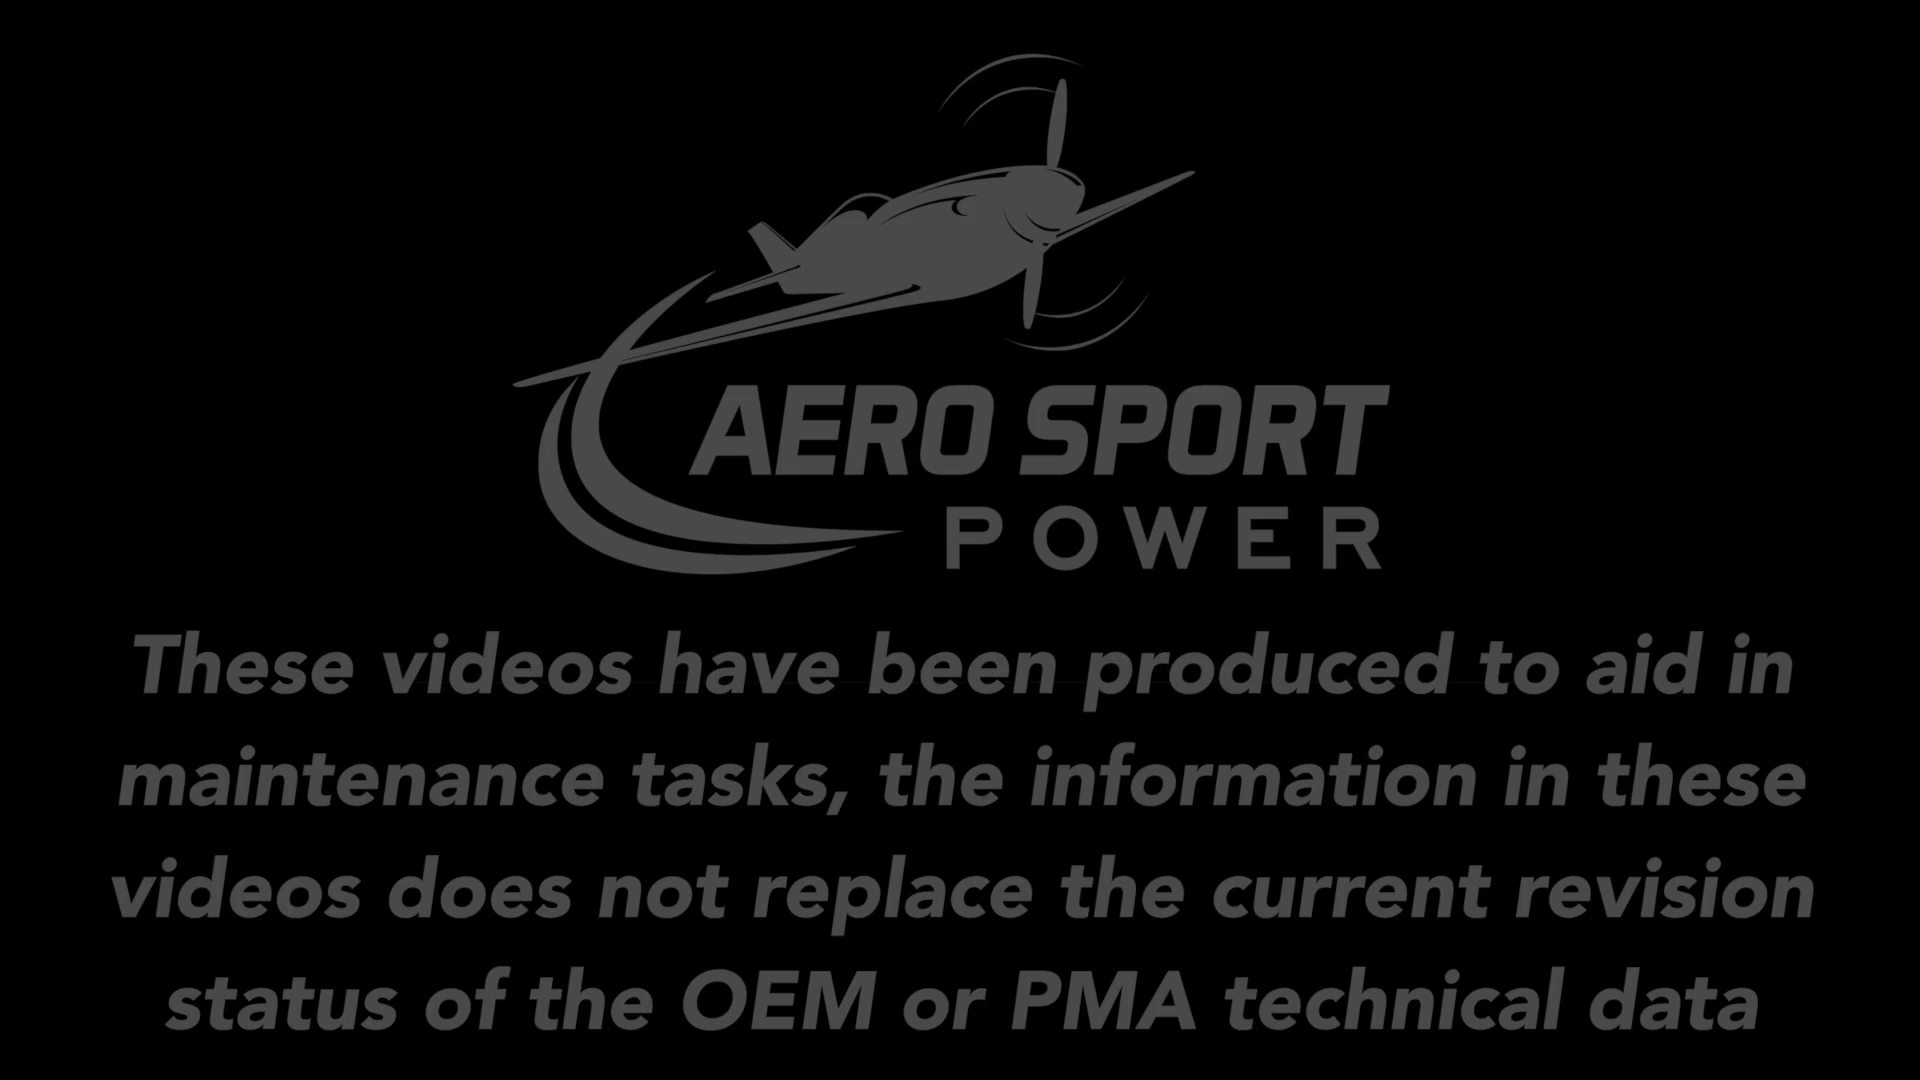 AERO SPORT
POWER
These videos have been produced to aid in
maintenance tasks, the information in these
videos does not replace the current revision
status of the OEM or PMA technical data